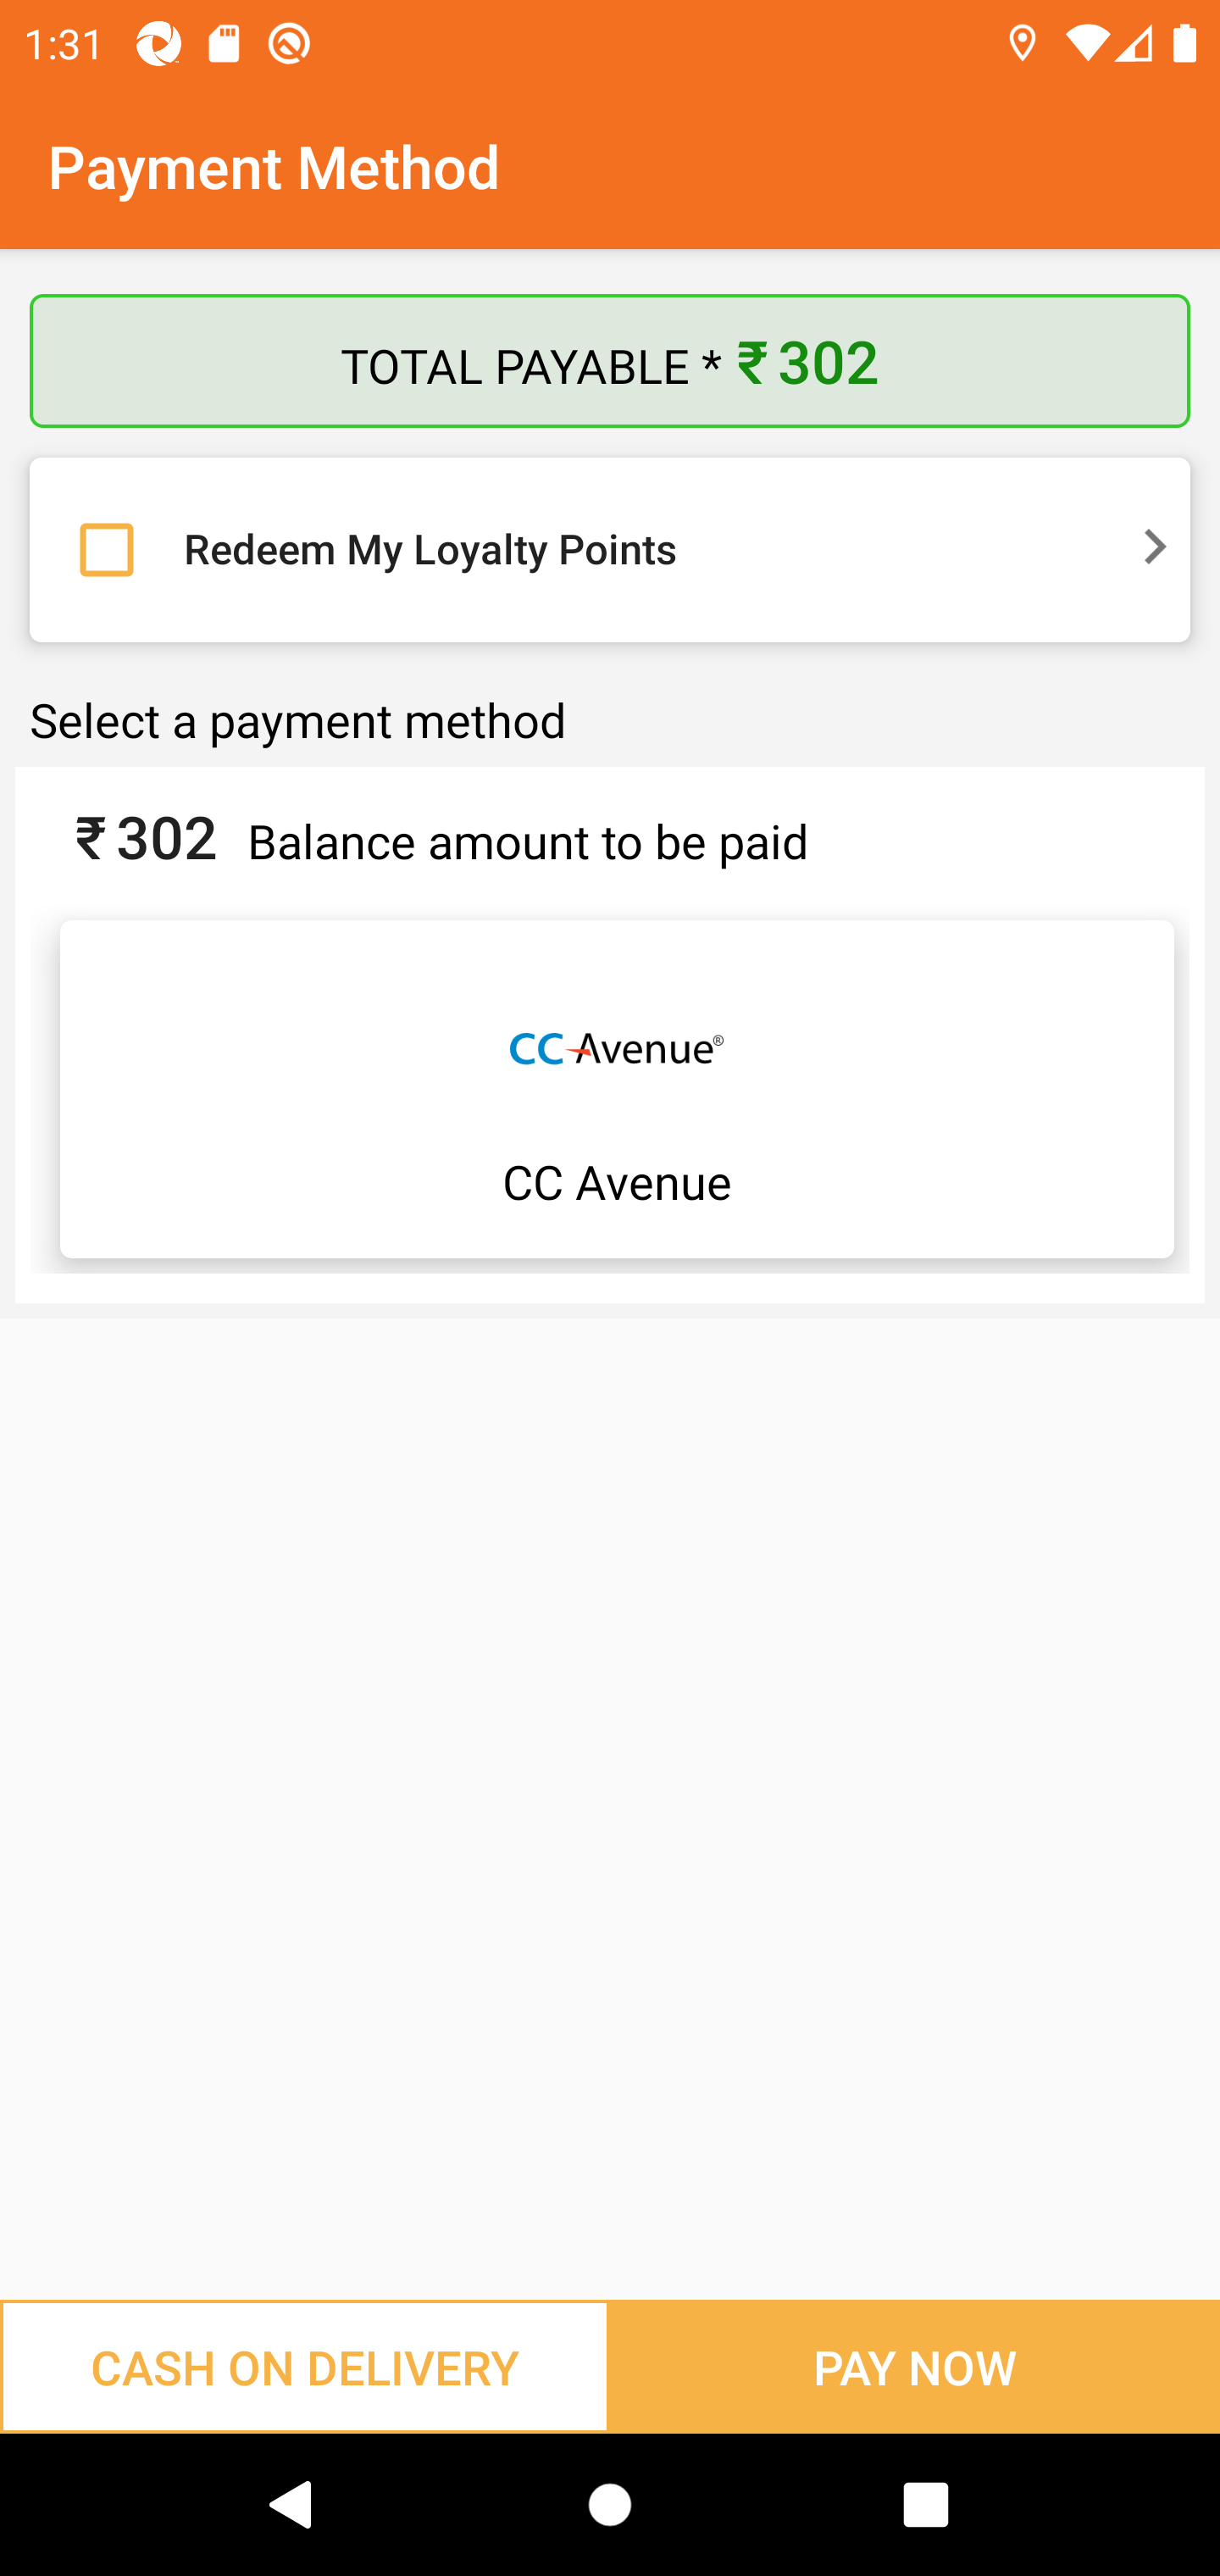 1:31
Payment Method
TOTAL PAYABLE * ₹ 302
Redeem My Loyalty Points
Select a payment method
₹ 302 Balance amount to be paid
CCAvenue®
CC Avenue
CASH ON DELIVERY
PAY NOW